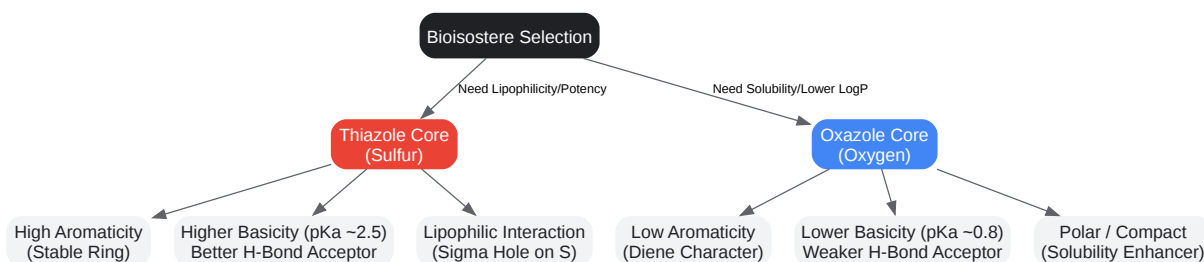 Bioisostere Selection
Need Lipophilicity/Potency
Need Solubility/Lower LogP
Thiazole Core
(Sulfur)
Oxazole Core
(Oxygen)
High Aromaticity
(Stable Ring)
Higher Basicity (pKa ~2.5)
Better H-Bond Acceptor
Lipophilic Interaction
(Sigma Hole on S)
Low Aromaticity
(Diene Character)
Lower Basicity (pKa ~0.8)
Weaker H-Bond Acceptor
Polar / Compact
(Solubility Enhancer)